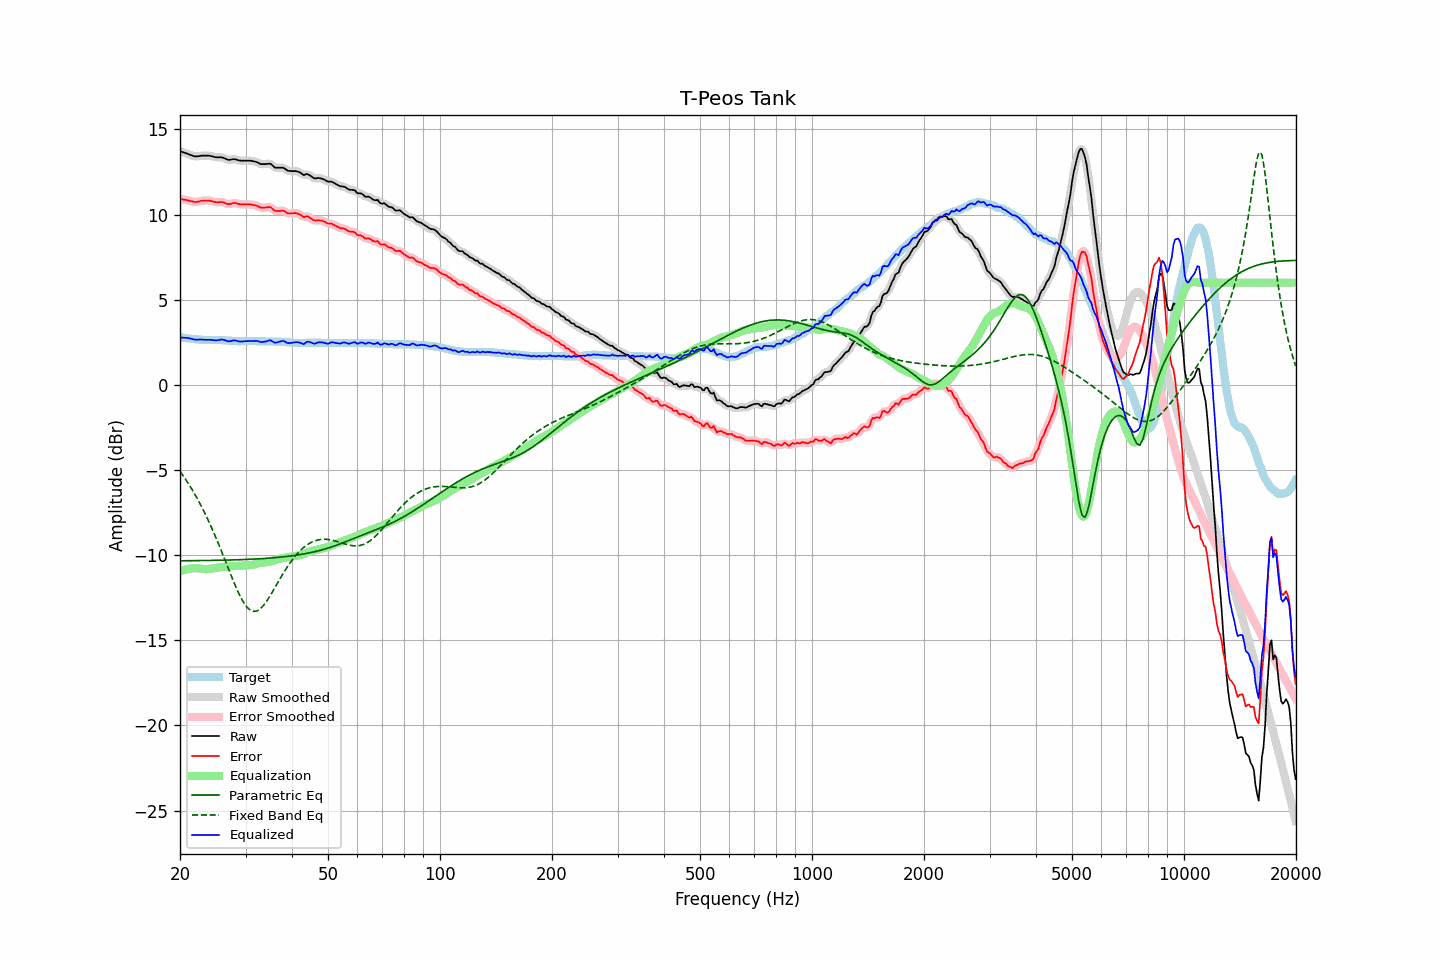 T-Peos Tank
15
10
5
0
−5
−10
−15
−20
−25
Amplitude (dBr)
Target
Raw Smoothed
Error Smoothed
Raw
Error
Equalization
Parametric Eq
Fixed Band Eq
Equalized
20 50 100 200 500 1000 2000 5000 10000 20000
Frequency (Hz)